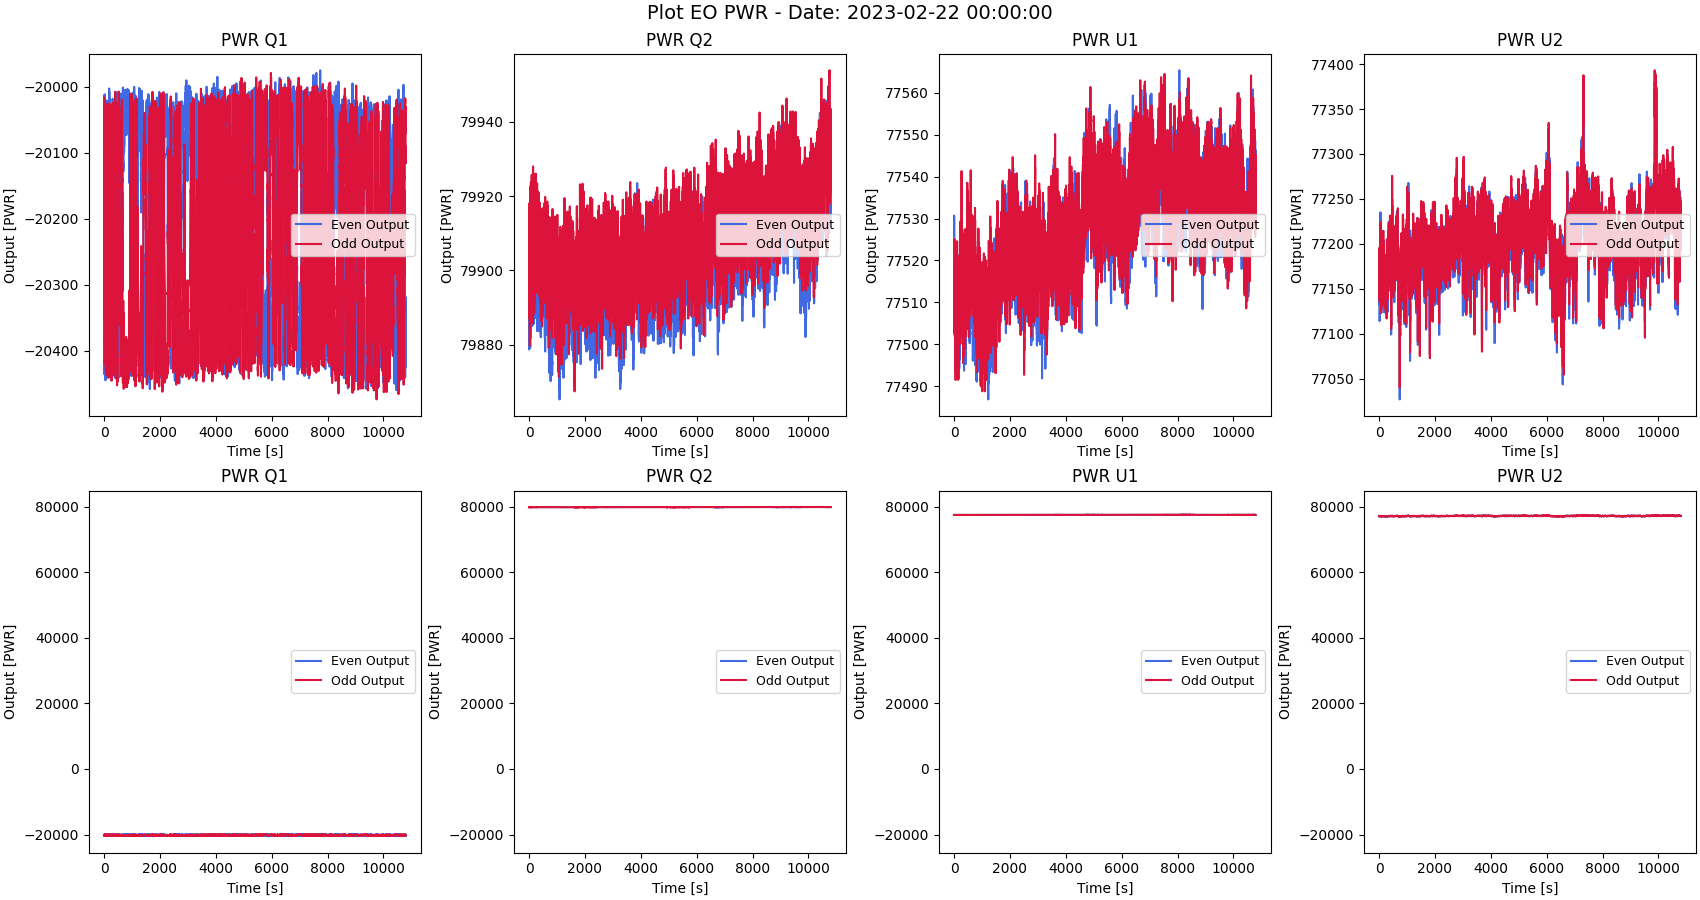 Plot EO PWR - Date: 2023-02-22 00:00:00
PWR Q1
−20000
−20100
−20200
−20300
−20400
Output [PWR]
Even Output
Odd Output
0 2000 4000 6000 8000 10000
Time [s]
PWR Q2
79940
79920
79900
79880
Output [PWR]
Even Output
Odd Output
0 2000 4000 6000 8000 10000
Time [s]
PWR U1
77560
77550
77540
77530
77520
77510
77500
77490
Output [PWR]
Even Output
Odd Output
0 2000 4000 6000 8000 10000
Time [s]
PWR U2
77400
77350
77300
77250
77200
77150
77100
77050
Output [PWR]
Even Output
Odd Output
0 2000 4000 6000 8000 10000
Time [s]
PWR Q1
80000
60000
40000
20000
0
−20000
Output [PWR]
Even Output
Odd Output
0 2000 4000 6000 8000 10000
Time [s]
PWR Q2
80000
60000
40000
20000
0
−20000
Output [PWR]
Even Output
Odd Output
0 2000 4000 6000 8000 10000
Time [s]
PWR U1
80000
60000
40000
20000
0
−20000
Output [PWR]
Even Output
Odd Output
0 2000 4000 6000 8000 10000
Time [s]
PWR U2
80000
60000
40000
20000
0
−20000
Output [PWR]
Even Output
Odd Output
0 2000 4000 6000 8000 10000
Time [s]